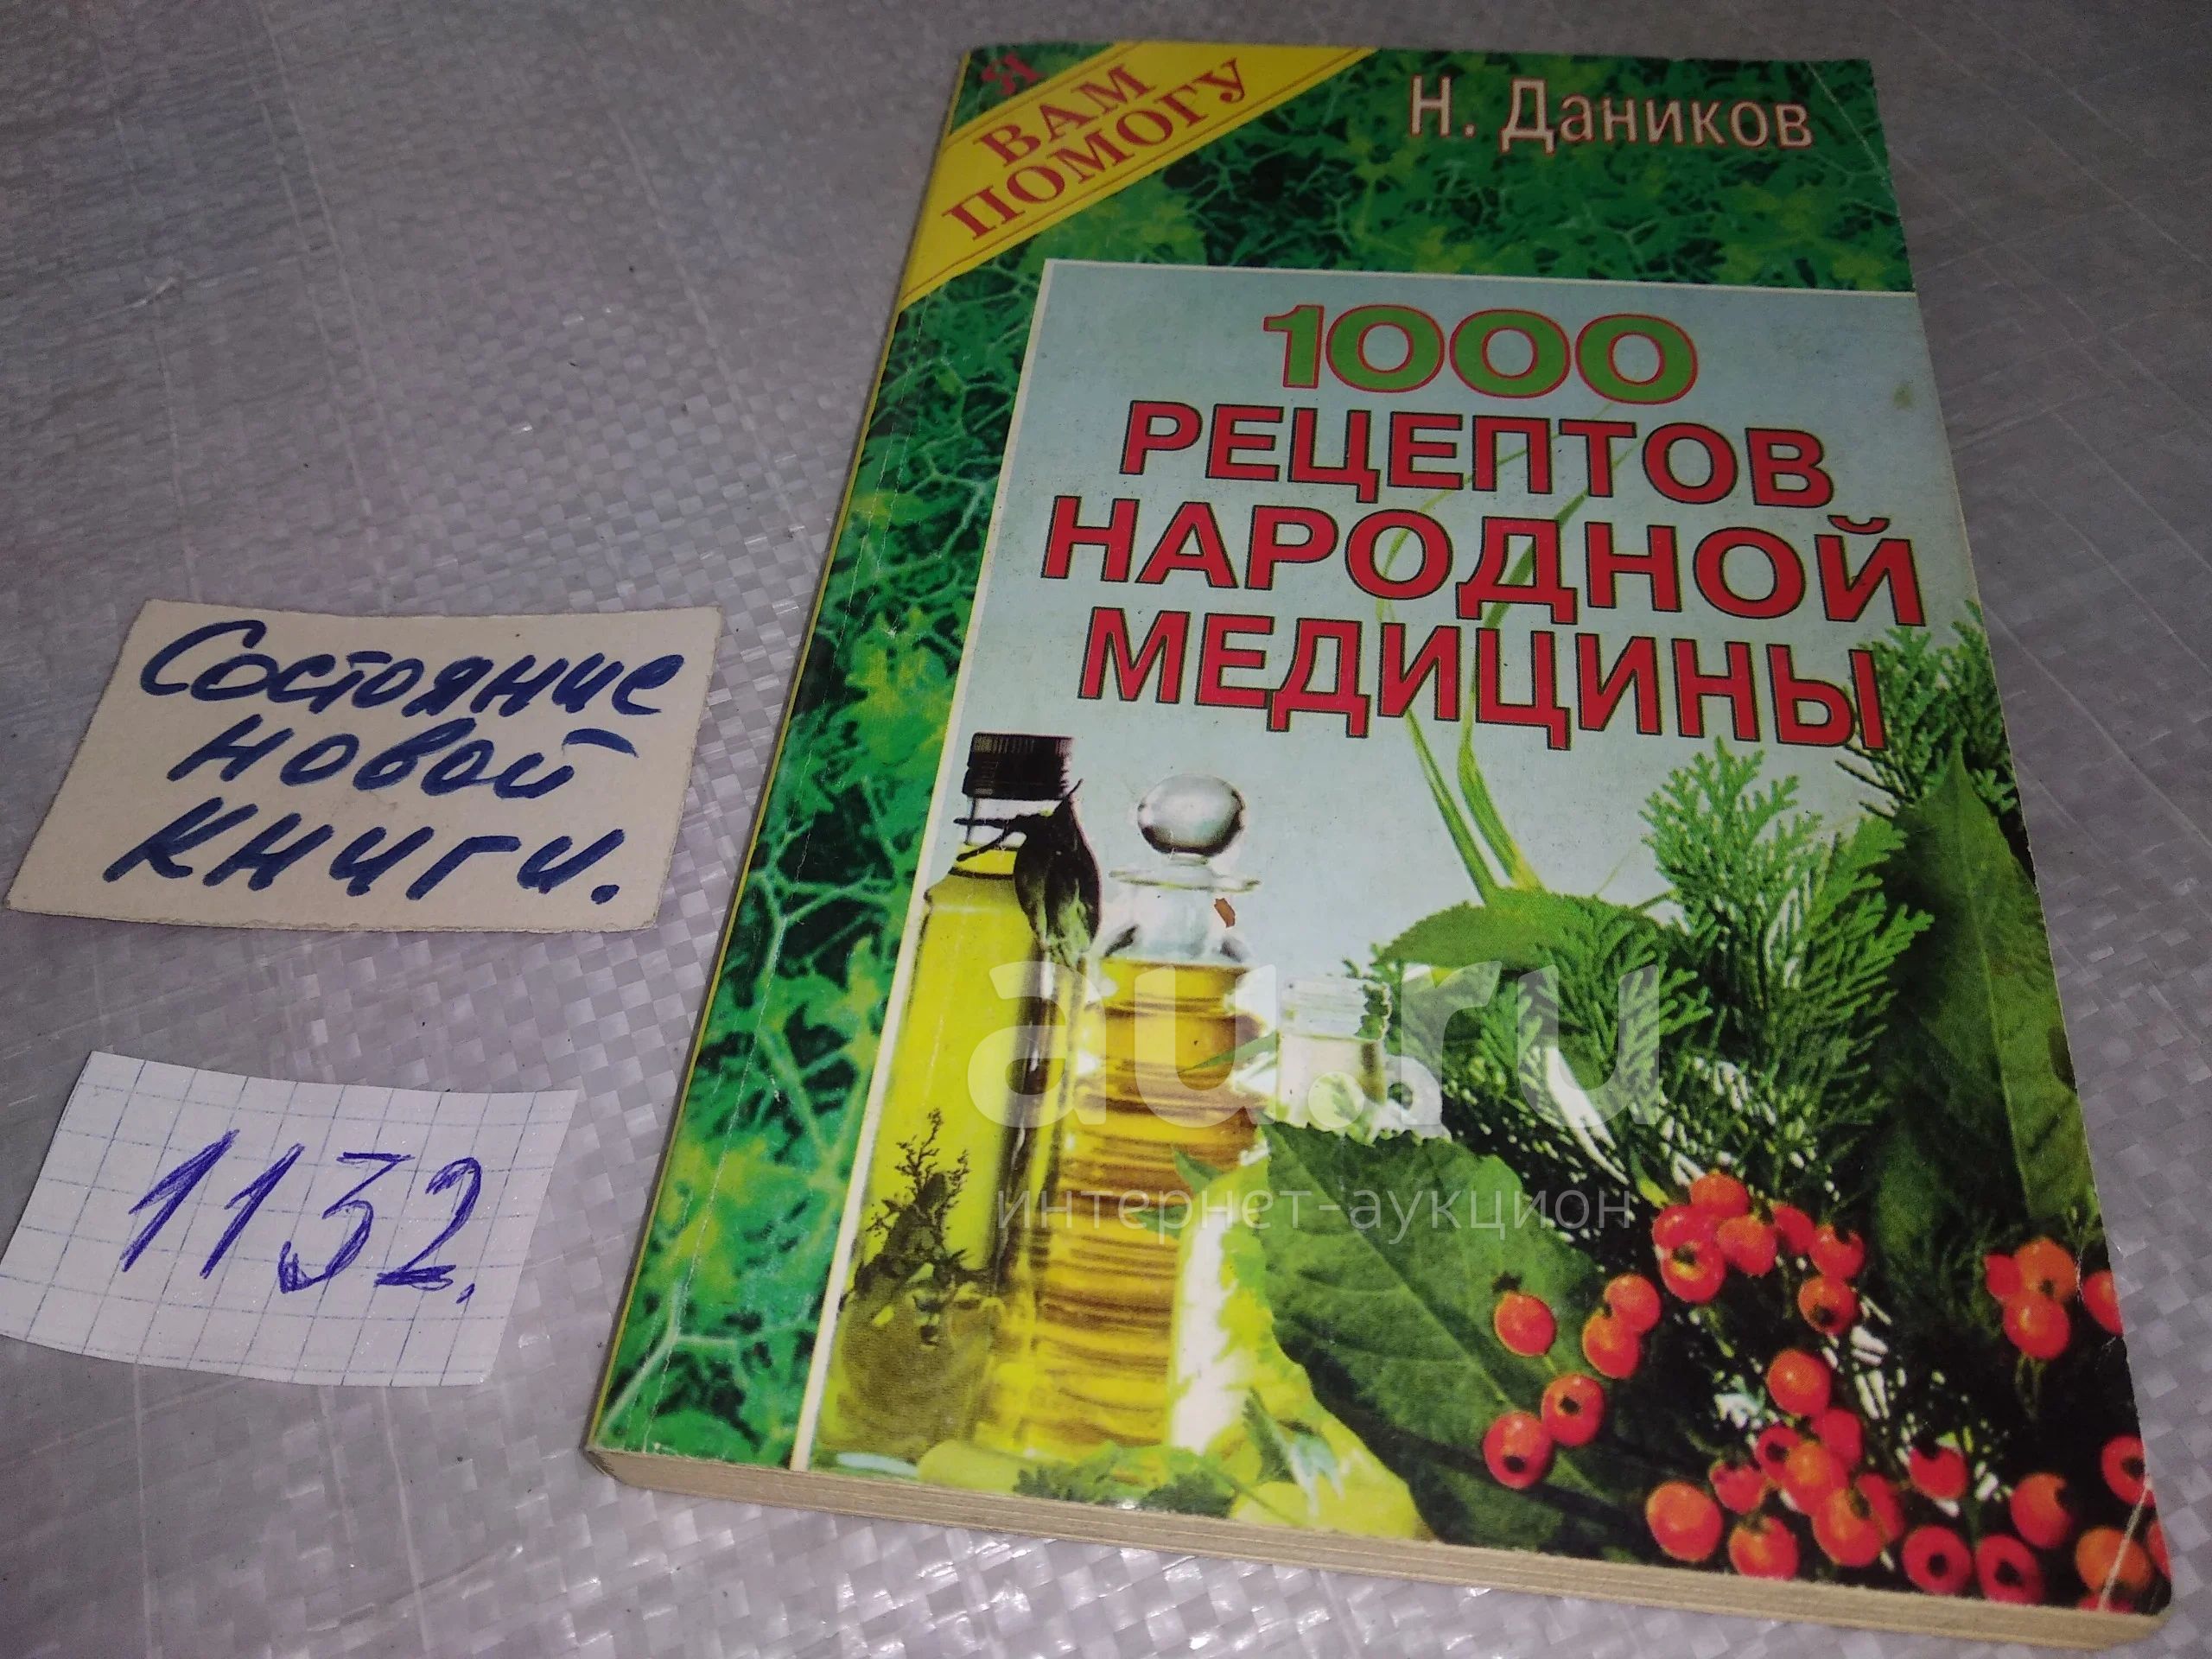 Я
ВАМ
ПОМОГУ
Н. Даников
1000
РЕЦЕПТОВ
НАРОДНОЙ
МЕДИЦИНЫ
Состояние
новой
книги.
1132.
au.ru
интернет-аукцион